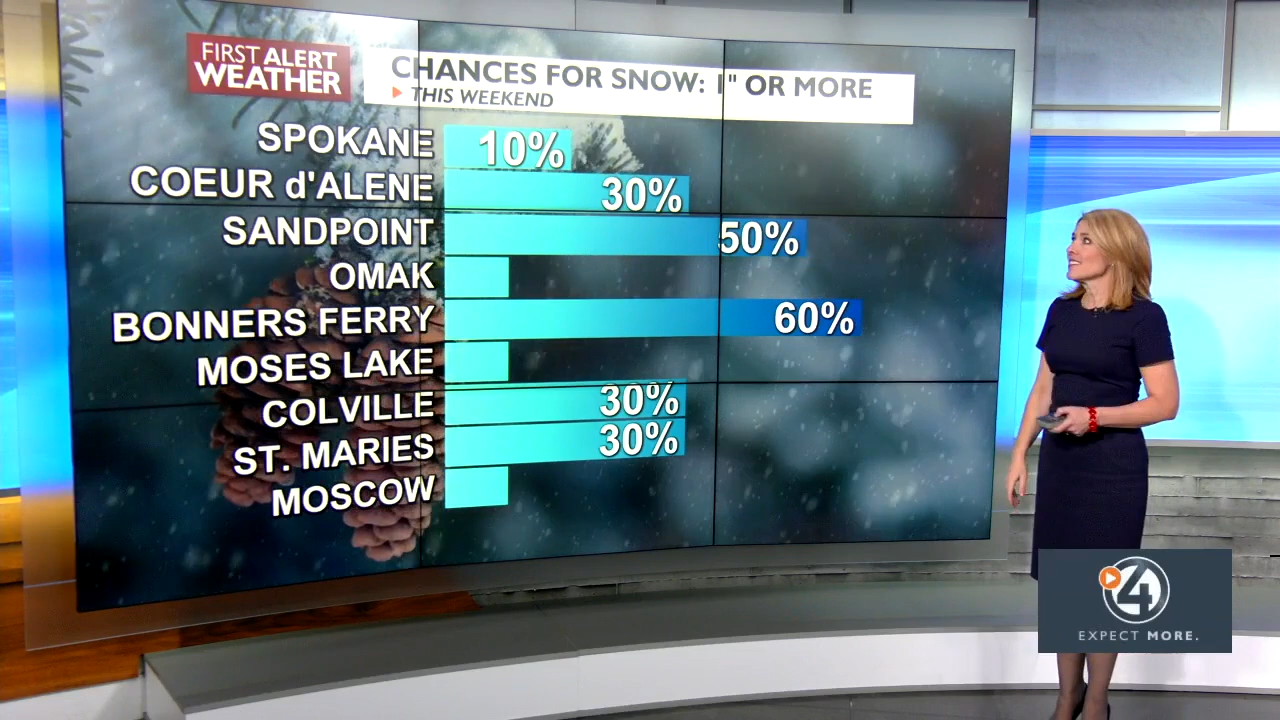 FIRST ALERT
WEATHER
CHANCES FOR SNOW: 1" OR MORE
THIS WEEKEND
SPOKANE 10%
COEUR d'ALENE 30%
SANDPOINT 50%
OMAK
BONNERS FERRY 60%
MOSES LAKE
COLVILLE 30%
ST. MARIES 30%
MOSCOW
4
EXPECT MORE.